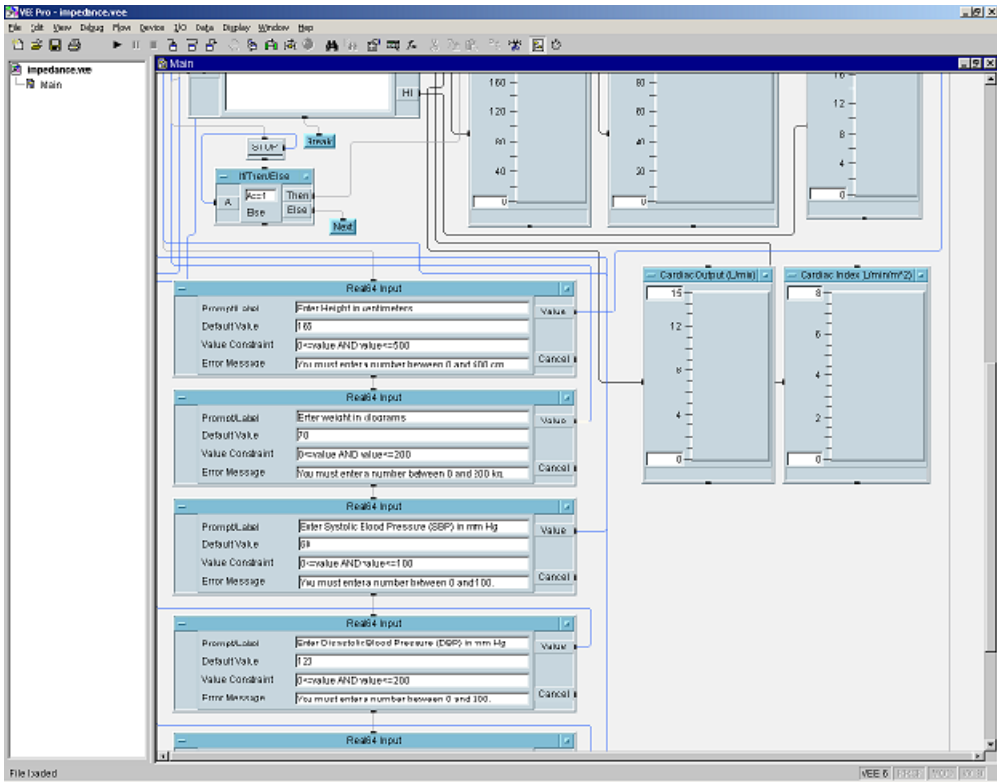 VEE Pro - impedance.vee
File Edit View Debug Flow Device I/O Data Display Window Help
impedance.vee
Main
Main
HI
160
120
80
40
0
80
60
40
20
0
16
12
8
4
0
STOP
Break
If/Then/Else
A
A==1
Then
Else
Else
Next
Real64 Input
Prompt/Label
Enter Height in centimeters
Value
Default Value
165
Value Constraint
0<=value AND value<=500
Cancel
Error Message
You must enter a number between 0 and 500 cm
Real64 Input
Prompt/Label
Enter weight in kilograms
Value
Default Value
70
Value Constraint
0<=value AND value<=200
Cancel
Error Message
You must enter a number between 0 and 200 kg
Real64 Input
Prompt/Label
Enter Systolic Blood Pressure (SBP) in mm Hg
Value
Default Value
Value Constraint
0<=value AND value<=100
Cancel
Error Message
You must enter a number between 0 and 100.
Real64 Input
Prompt/Label
Blood Pressure (DBP) in mm Hg
Value
Default Value
123
Value Constraint
0<=value AND value<=200
Cancel
Error Message
You must enter a number between 0 and
Real64 Input
Cardiac Output (L/min)
15
12
8
4
0
Cardiac Index L/min/m^2)
8
6
4
2
0
File loaded
VEE 6